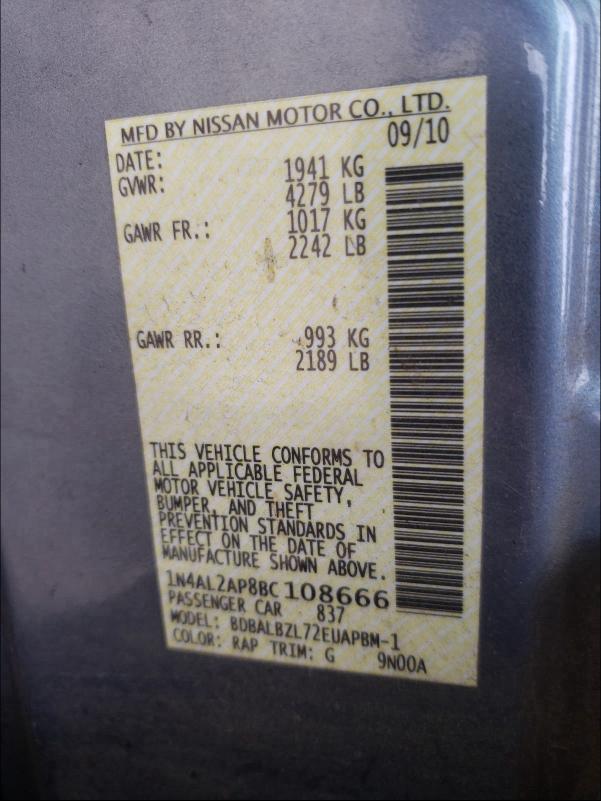 MFD BY NISSAN MOTOR CO., LTD.
DATE: 09/10
GVWR: 1941 KG
4279 LB
GAWR FR.: 1017 KG
2242 LB
GAWR RR.: 993 KG
2189 LB
THIS VEHICLE CONFORMS TO
ALL APPLICABLE FEDERAL
MOTOR VEHICLE SAFETY,
BUMPER, AND THEFT
PREVENTION STANDARDS IN
EFFECT ON THE DATE OF
MANUFACTURE SHOWN ABOVE.
1N4AL2AP8BC108666
PASSENGER CAR 837
MODEL: BDBALBZL72EUAPBM-1
COLOR: RAP TRIM: G 9N00A